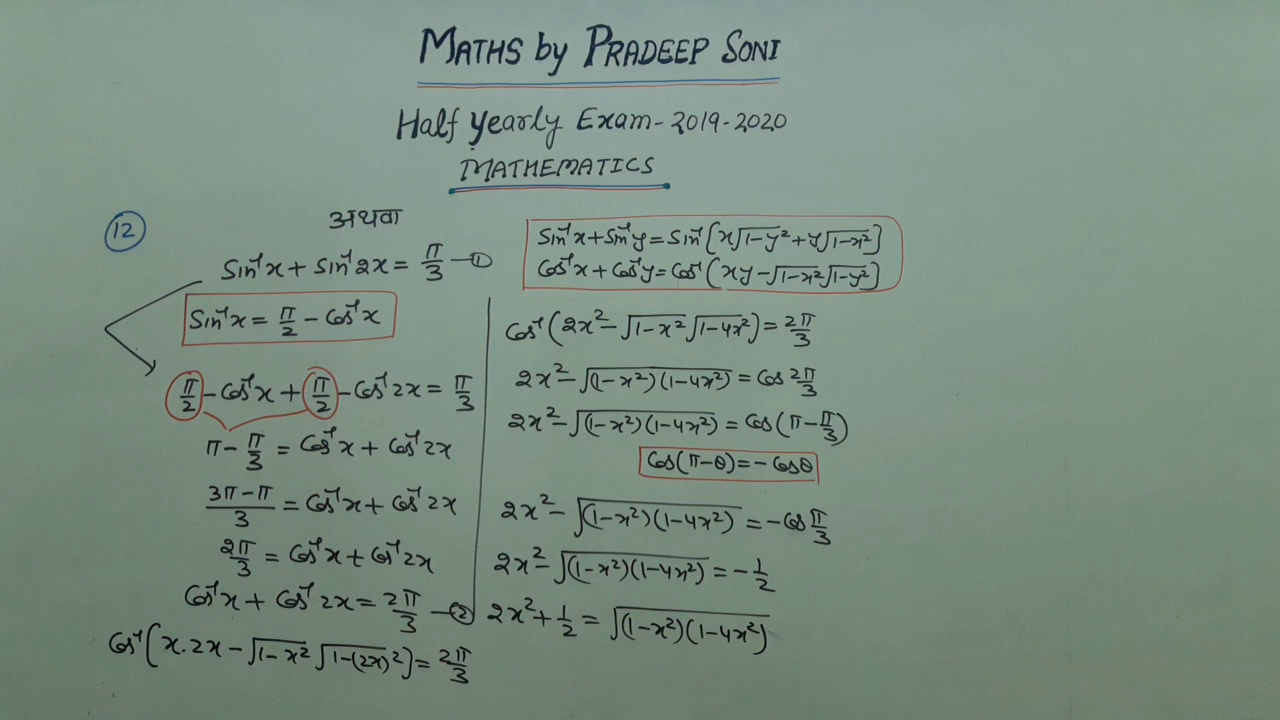 MATHS by PRADEEP SONI
Half Yearly Exam-2019-2020
MATHEMATICS
12
अथवा
Sin⁻¹x + Sin⁻¹2x = π/3 —①
Sin⁻¹x = π/2 - Cos⁻¹x
π/2 - Cos⁻¹x + π/2 - Cos⁻¹2x = π/3
π - π/3 = Cos⁻¹x + Cos⁻¹2x
3π-π/3 = Cos⁻¹x + Cos⁻¹2x
2π/3 = Cos⁻¹x + Cos⁻¹2x
Cos⁻¹x + Cos⁻¹2x = 2π/3 —②
Cos⁻¹[x.2x - √1-x² √1-(2x)²] = 2π/3
Sin⁻¹x + Sin⁻¹y = Sin⁻¹[x√1-y² + y√1-x²]
Cos⁻¹x + Cos⁻¹y = Cos⁻¹(xy - √1-x²√1-y²]
Cos⁻¹(2x² - √1-x² √1-4x²) = 2π/3
2x² - √(1-x²)(1-4x²) = Cos 2π/3
2x² - √(1-x²)(1-4x²) = Cos(π - π/3)
Cos(π-θ) = -Cosθ
2x² - √(1-x²)(1-4x²) = -Cos π/3
2x² - √(1-x²)(1-4x²) = -1/2
2x² + 1/2 = √(1-x²)(1-4x²)